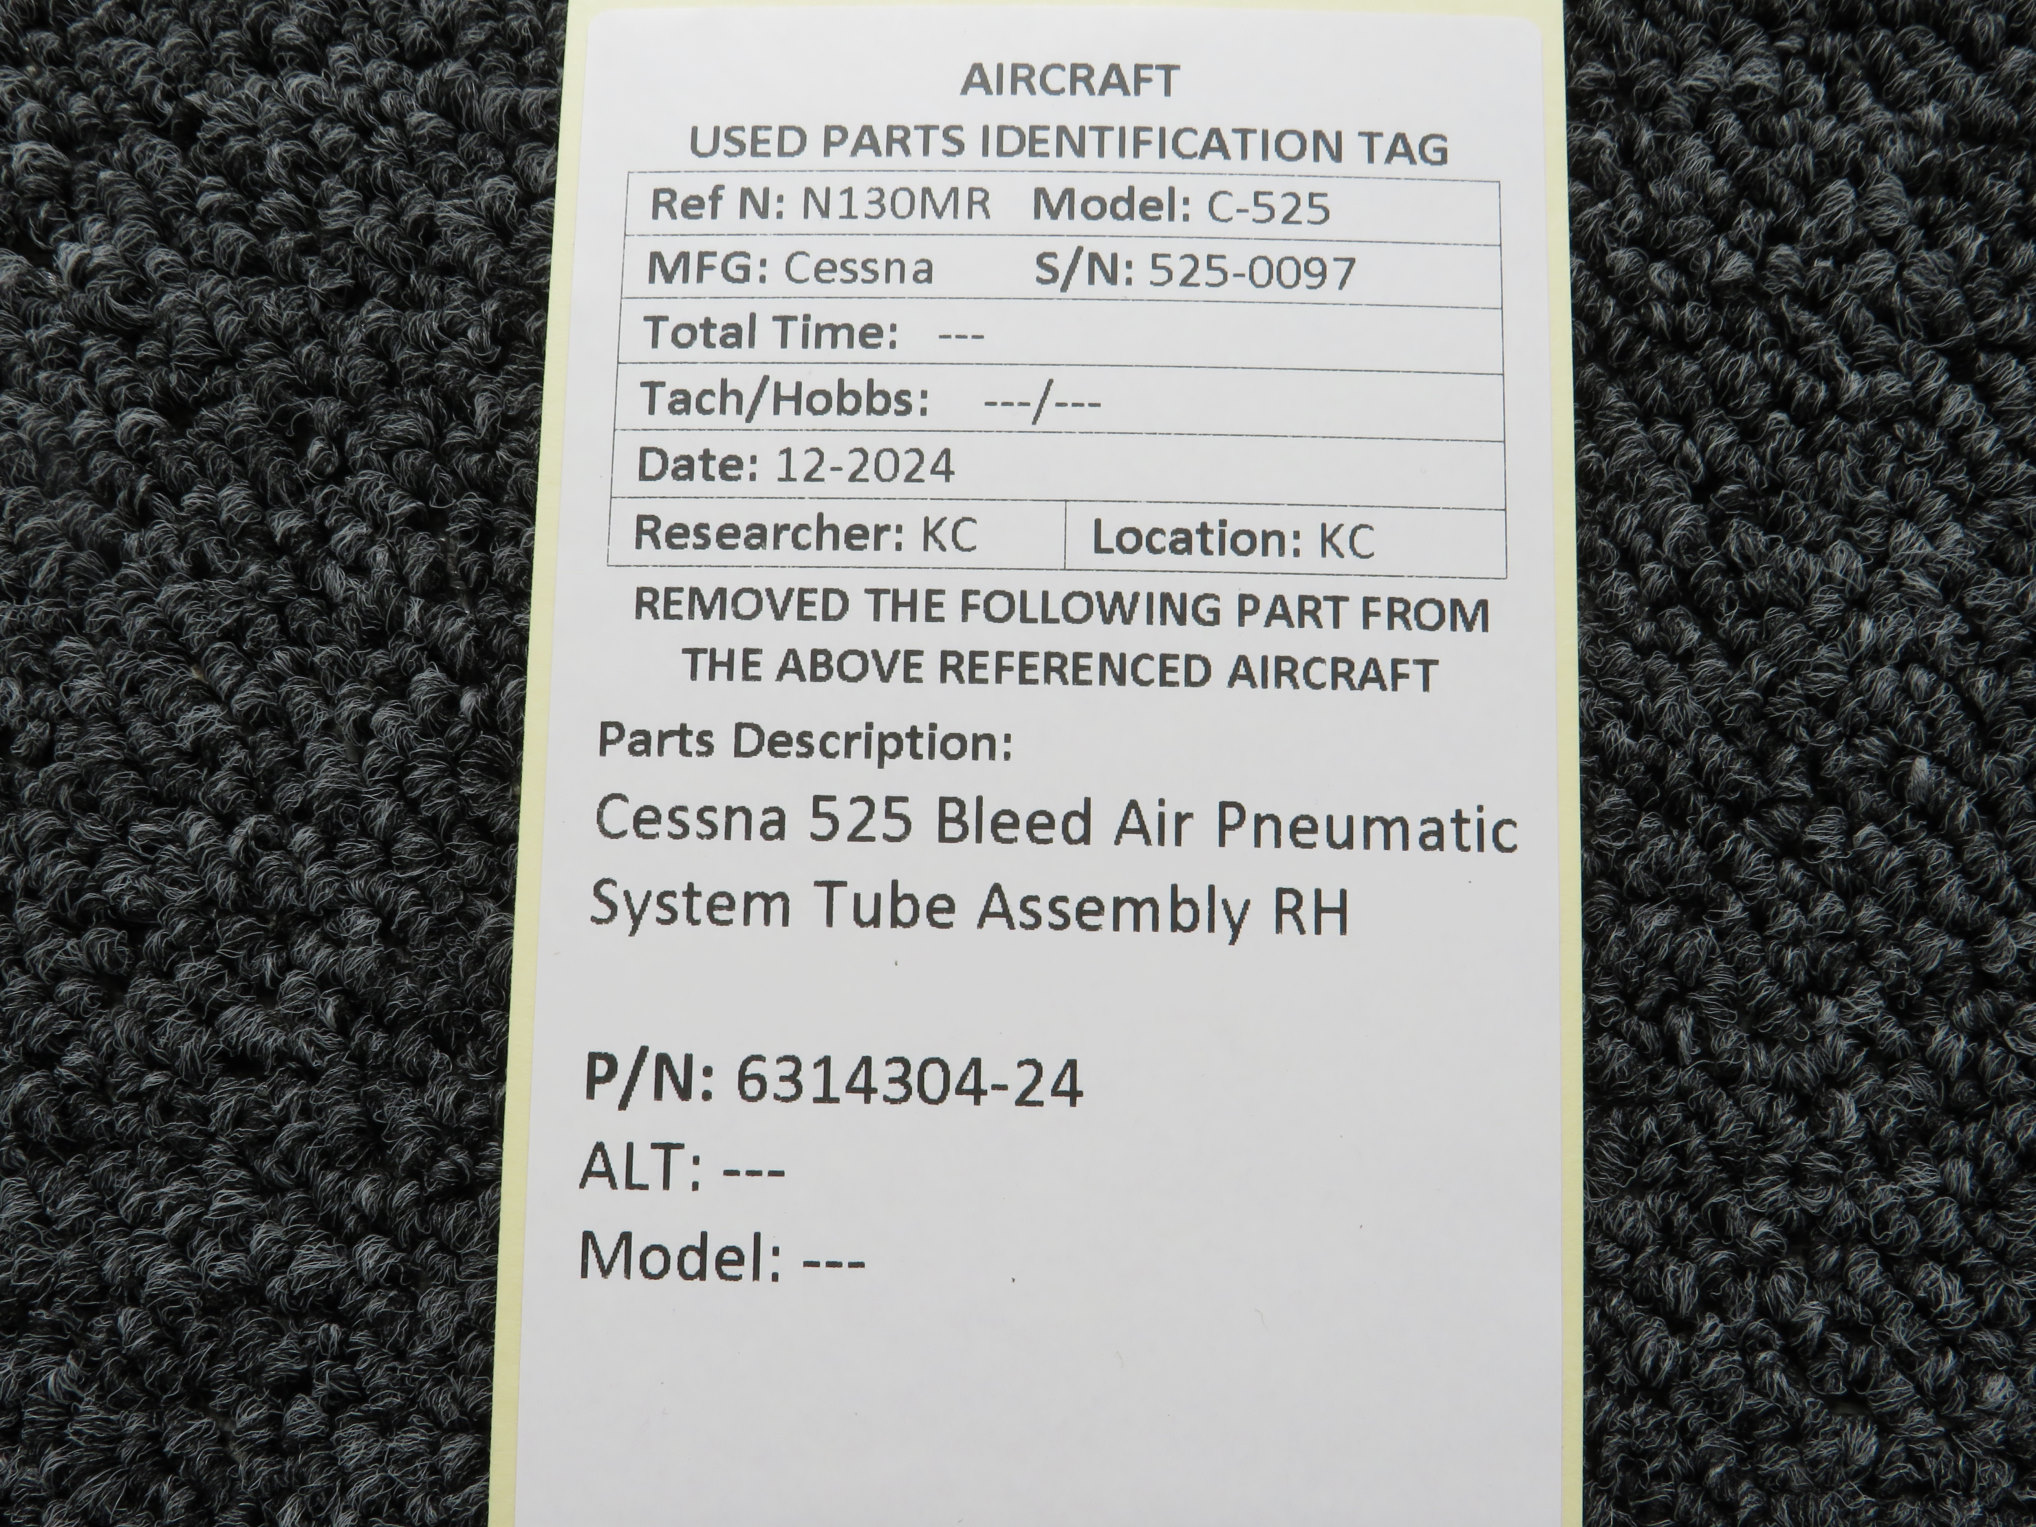 AIRCRAFT
USED PARTS IDENTIFICATION TAG
Ref N: N130MR Model: C-525
MFG: Cessna S/N: 525-0097
Total Time: ---
Tach/Hobbs: ---/---
Date: 12-2024
Researcher: KC Location: KC
REMOVED THE FOLLOWING PART FROM
THE ABOVE REFERENCED AIRCRAFT
Parts Description:
Cessna 525 Bleed Air Pneumatic
System Tube Assembly RH
P/N: 6314304-24
ALT: ---
Model: ---